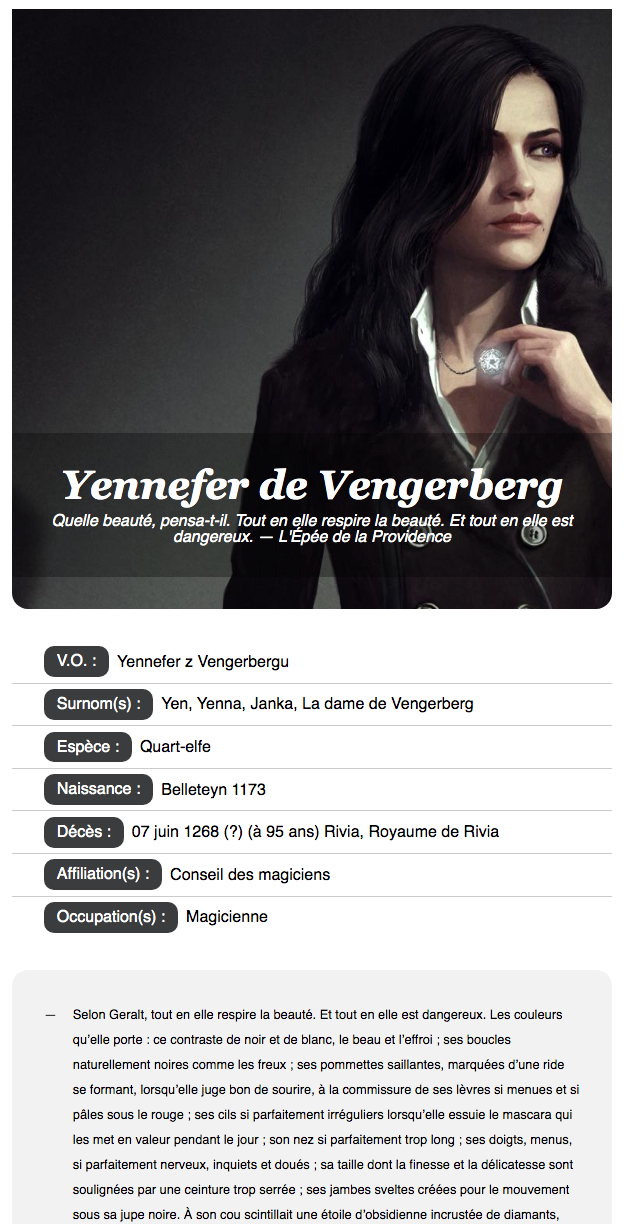 Yennefer de Vengerberg
Quelle beauté, pensa-t-il. Tout en elle respire la beauté. Et tout en elle est
dangereux. — L'Épée de la Providence
V.O. : Yennefer z Vengerbergu
Surnom(s) : Yen, Yenna, Janka, La dame de Vengerberg
Espèce : Quart-elfe
Naissance : Belleteyn 1173
Décès : 07 juin 1268 (?) (à 95 ans) Rivia, Royaume de Rivia
Affiliation(s) : Conseil des magiciens
Occupation(s) : Magicienne
— Selon Geralt, tout en elle respire la beauté. Et tout en elle est dangereux. Les couleurs
qu’elle porte : ce contraste de noir et de blanc, le beau et l’effroi ; ses boucles
naturellement noires comme les freux ; ses pommettes saillantes, marquées d’une ride
se formant, lorsqu’elle juge bon de sourire, à la commissure de ses lèvres si menues et si
pâles sous le rouge ; ses cils si parfaitement irréguliers lorsqu’elle essuie le mascara qui
les met en valeur pendant le jour ; son nez si parfaitement trop long ; ses doigts, menus,
si parfaitement nerveux, inquiets et doués ; sa taille dont la finesse et la délicatesse sont
soulignées par une ceinture trop serrée ; ses jambes sveltes créées pour le mouvement
sous sa jupe noire. À son cou scintillait une étoile d’obsidienne incrustée de diamants,